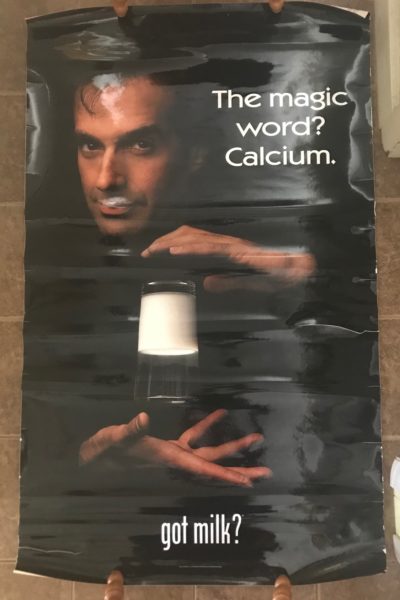 The magic
word?
Calcium.
got milk?